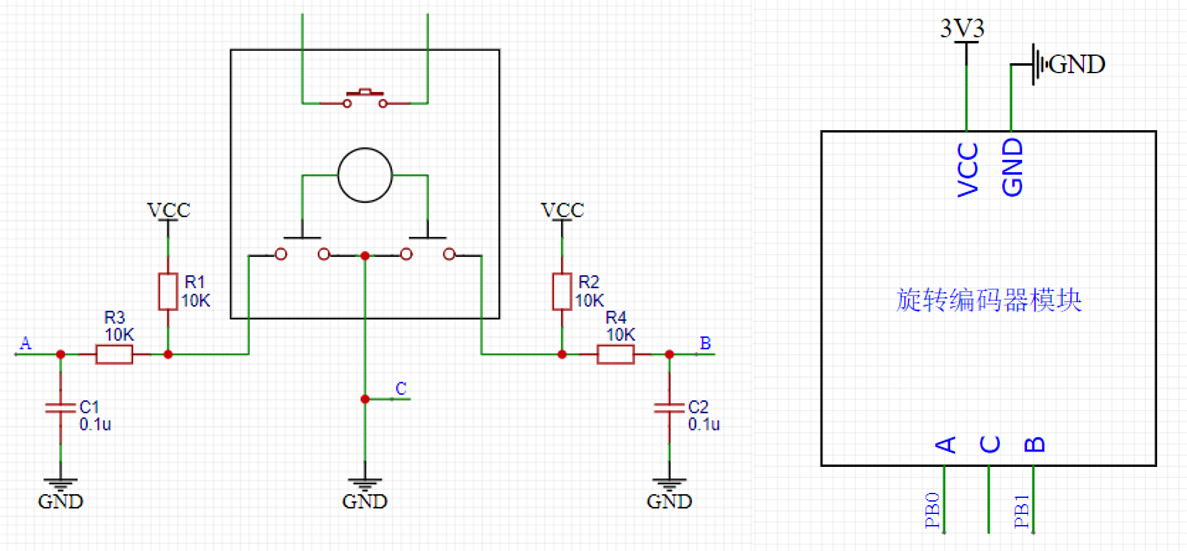 VCC
R1
10K
R3
10K
A
C1
0.1u
GND
C
GND
VCC
R2
10K
R4
10K
B
C2
0.1u
GND
3V3
GND
VCC
GND
旋转编码器模块
A
C
B
PB0
PB1